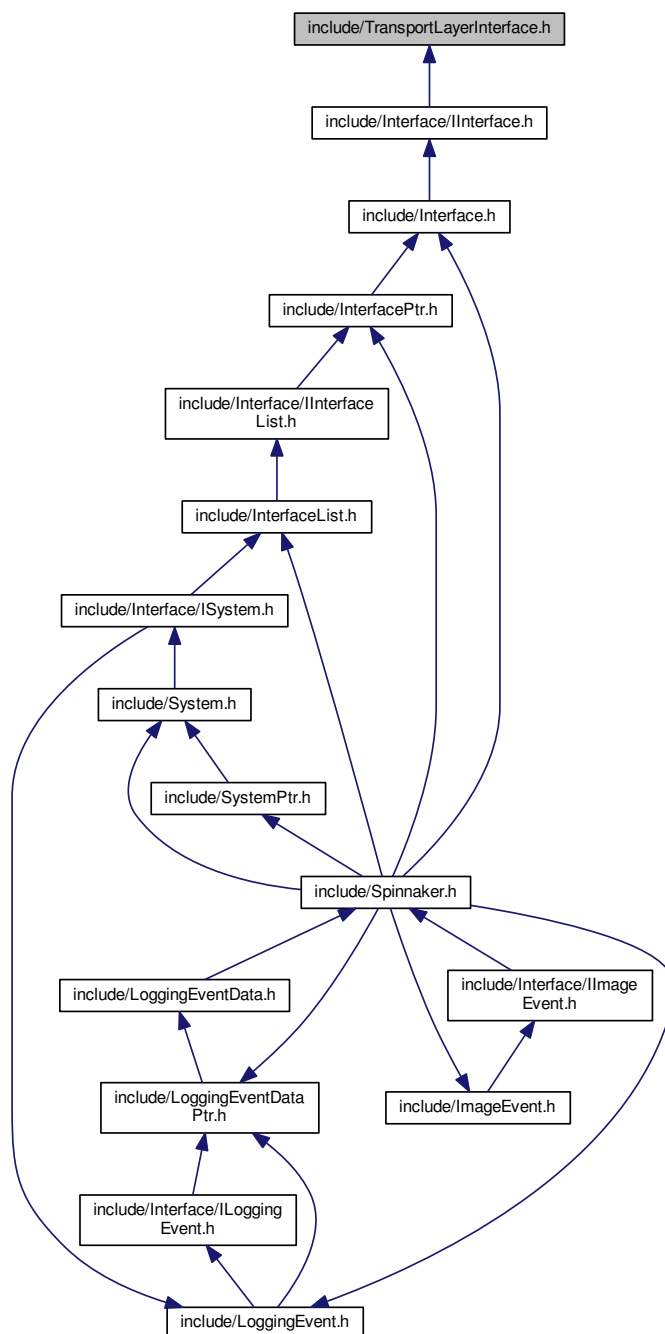 include/TransportLayerInterface.h
include/Interface/IInterface.h
include/Interface.h
include/InterfacePtr.h
include/Interface/IInterface
List.h
include/InterfaceList.h
include/Interface/ISystem.h
include/System.h
include/SystemPtr.h
include/Spinnaker.h
include/LoggingEventData.h
include/Interface/IImage
Event.h
include/LoggingEventData
Ptr.h
include/ImageEvent.h
include/Interface/ILogging
Event.h
include/LoggingEvent.h